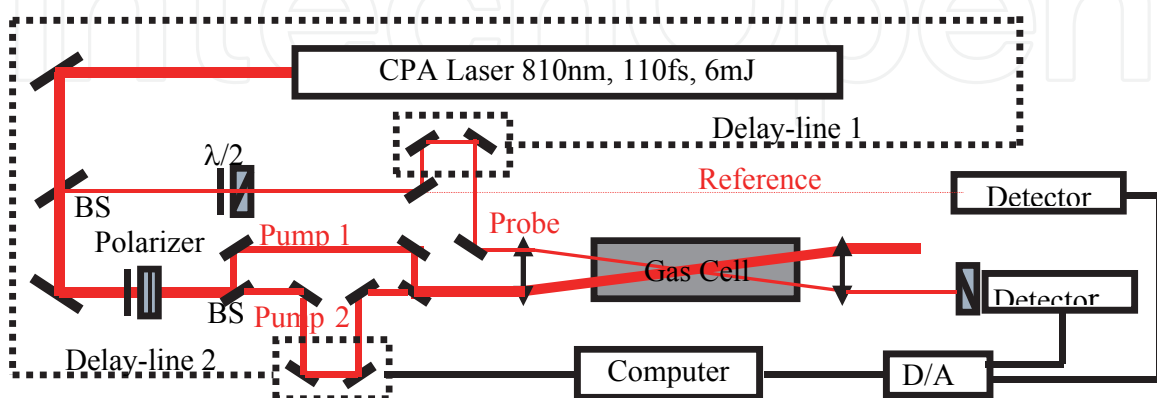 IntechOpen
CPA Laser 810nm, 110fs, 6mJ
Delay-line 1
λ/2
Reference
Detector
BS
Probe
Polarizer
Pump 1
Gas Cell
BS
Pump 2
Detector
Delay-line 2
Computer
D/A